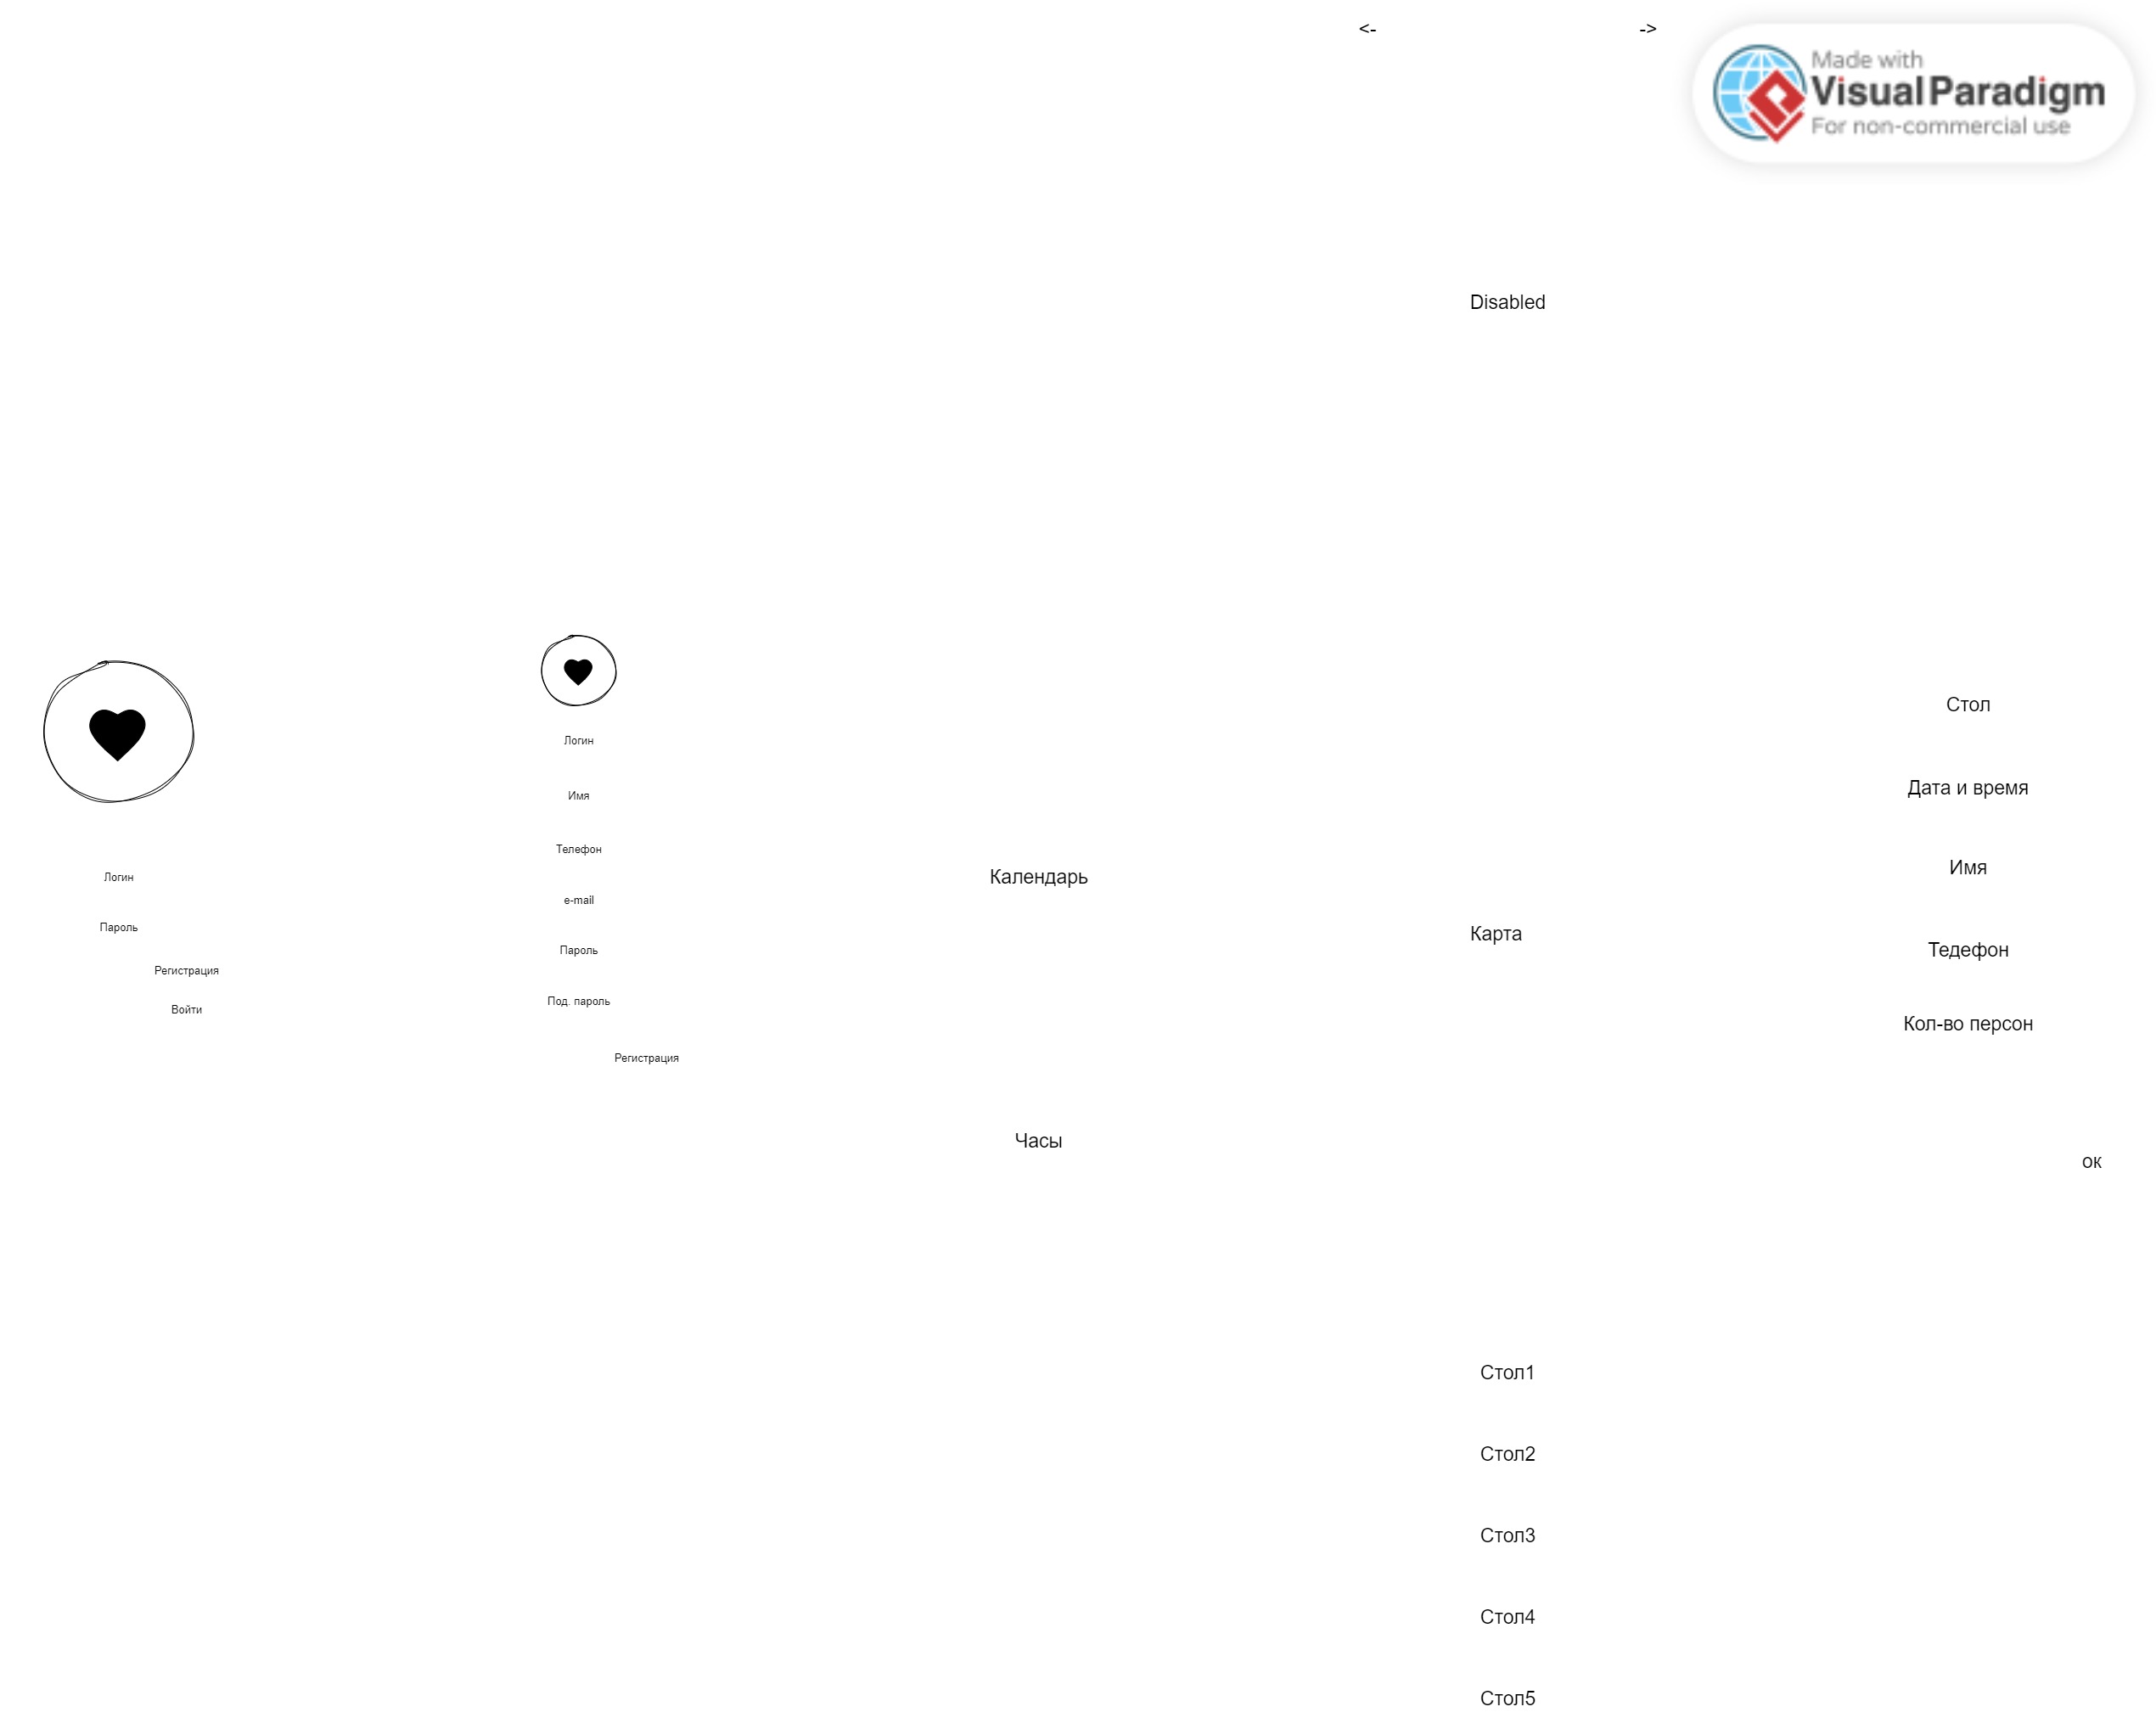 <-
->
Made with
Visual Paradigm
For non-commercial use
Disabled
Логин
Пароль
Регистрация
Войти
Логин
Имя
Телефон
e-mail
Пароль
Под. пароль
Регистрация
Календарь
Часы
Карта
Стол1
Стол2
Стол3
Стол4
Стол5
Стол
Дата и время
Имя
Тедефон
Кол-во персон
ок